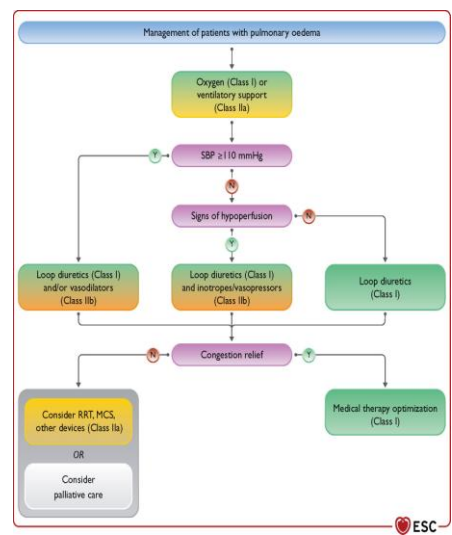 Management of patients with pulmonary oedema
Oxygen (Class I) or
ventilatory support
(Class IIa)
Y
SBP ≥110 mmHg
N
Signs of hypoperfusion
N
Y
Loop diuretics (Class I)
and/or vasodilators
(Class IIb)
Loop diuretics (Class I)
and inotropes/vasopressors
(Class IIb)
Loop diuretics
(Class I)
N
Congestion relief
Y
Consider RRT, MCS,
other devices (Class IIa)
OR
Consider
palliative care
Medical therapy optimization
(Class I)
ESC